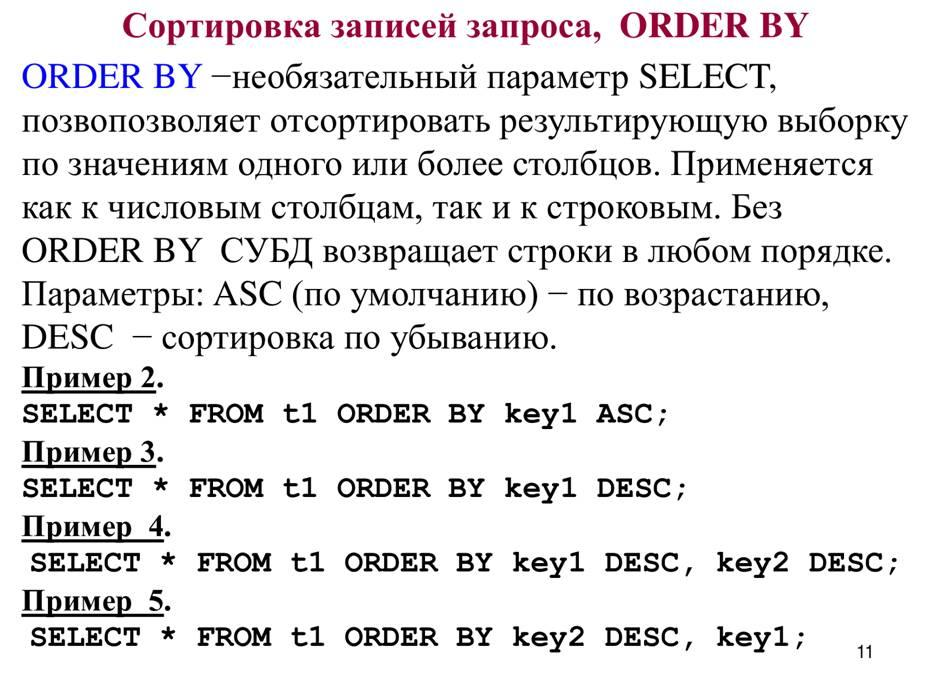 Сортировка записей запроса,  ORDER BY
ORDER BY −необязательный параметр SELECT,
позвопозволяет отсортировать результирующую выборку
по значениям одного или более столбцов. Применяется
как к числовым столбцам, так и к строковым. Без
ORDER BY  СУБД возвращает строки в любом порядке.
Параметры: ASC (по умолчанию) − по возрастанию,
DESC  − сортировка по убыванию.
Пример 2.
SELECT * FROM t1 ORDER BY key1 ASC;
Пример 3.
SELECT * FROM t1 ORDER BY key1 DESC;
Пример  4.
SELECT * FROM t1 ORDER BY key1 DESC, key2 DESC;
Пример  5.
SELECT * FROM t1 ORDER BY key2 DESC, key1;
11